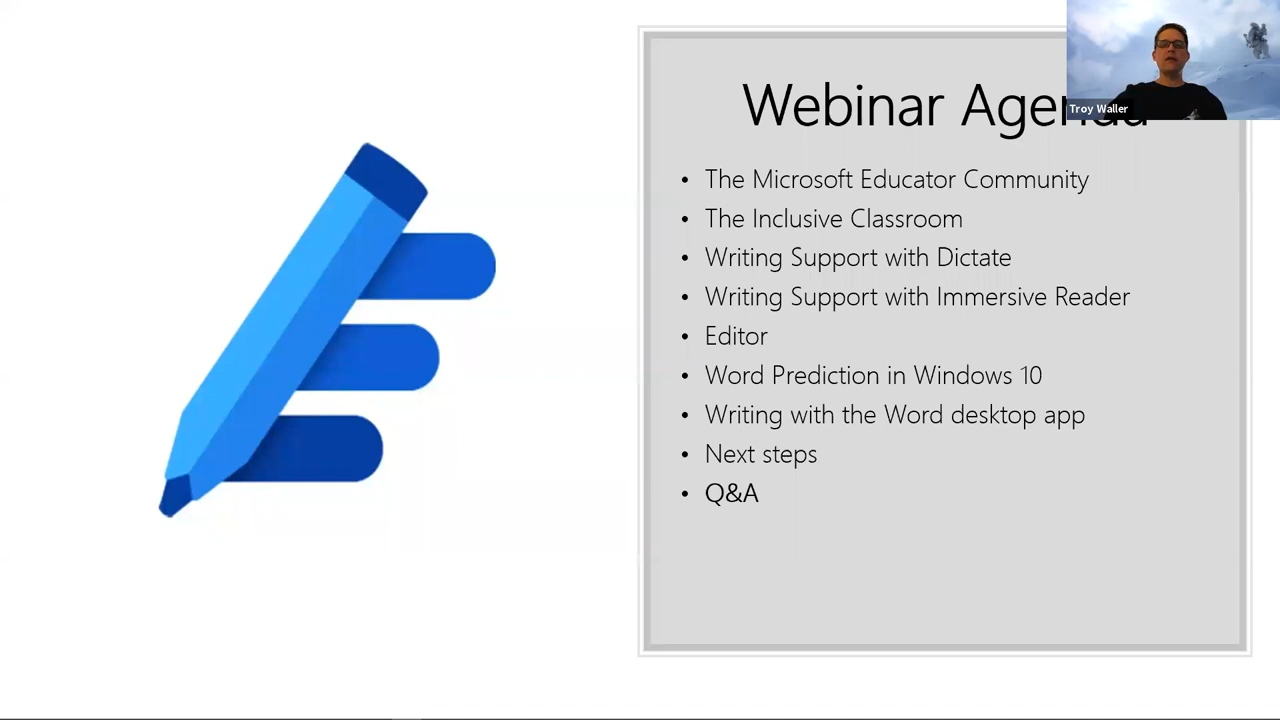 Webinar Agenda
Troy Waller
• The Microsoft Educator Community
• The Inclusive Classroom
• Writing Support with Dictate
• Writing Support with Immersive Reader
• Editor
• Word Prediction in Windows 10
• Writing with the Word desktop app
• Next steps
• Q&A